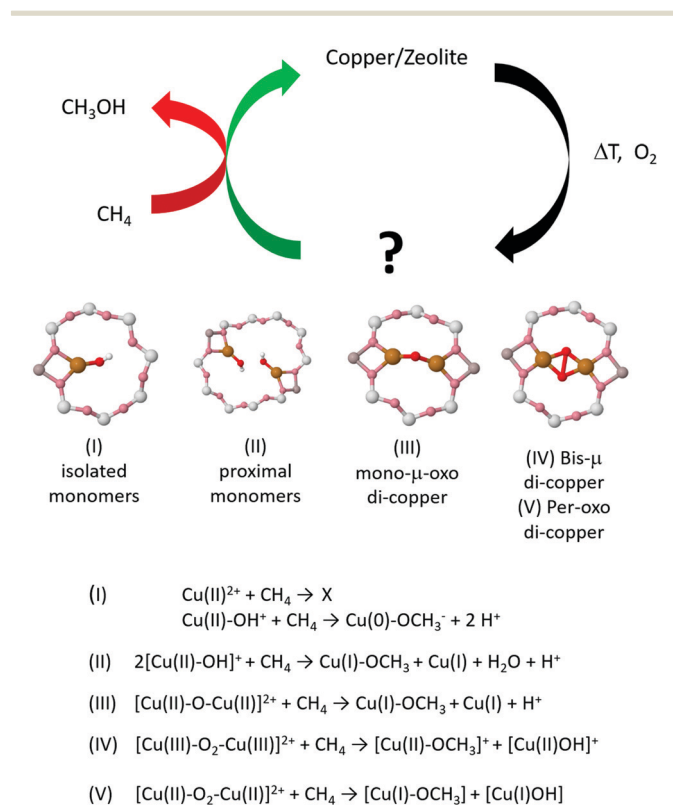 Copper/Zeolite
CH₃OH
CH₄
ΔT, O₂
?
(I)
isolated
monomers
(II)
proximal
monomers
(III)
mono-μ-oxo
di-copper
(IV) Bis-μ
di-copper
(V) Per-oxo
di-copper
(I) Cu(II)²⁺ + CH₄ → X
Cu(II)-OH⁺ + CH₄ → Cu(0)-OCH₃⁻ + 2 H⁺
(II) 2[Cu(II)-OH]⁺ + CH₄ → Cu(I)-OCH₃ + Cu(I) + H₂O + H⁺
(III) [Cu(II)-O-Cu(II)]²⁺ + CH₄ → Cu(I)-OCH₃ + Cu(I) + H⁺
(IV) [Cu(III)-O₂-Cu(III)]²⁺ + CH₄ → [Cu(II)-OCH₃]⁺ + [Cu(II)OH]⁺
(V) [Cu(II)-O₂-Cu(II)]²⁺ + CH₄ → [Cu(I)-OCH₃] + [Cu(I)OH]